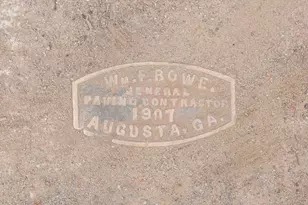 WM. F. BOWE.
GENERAL
PAVING CONTRACTOR
1907
AUGUSTA, GA.